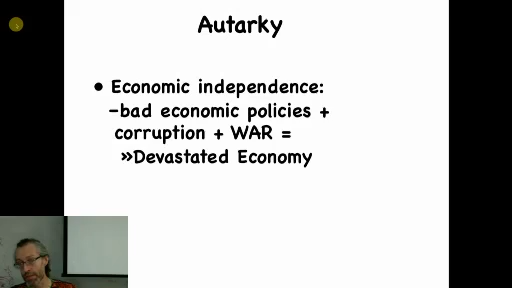 Autarky
• Economic independence:
–bad economic policies +
corruption + WAR =
»Devastated Economy